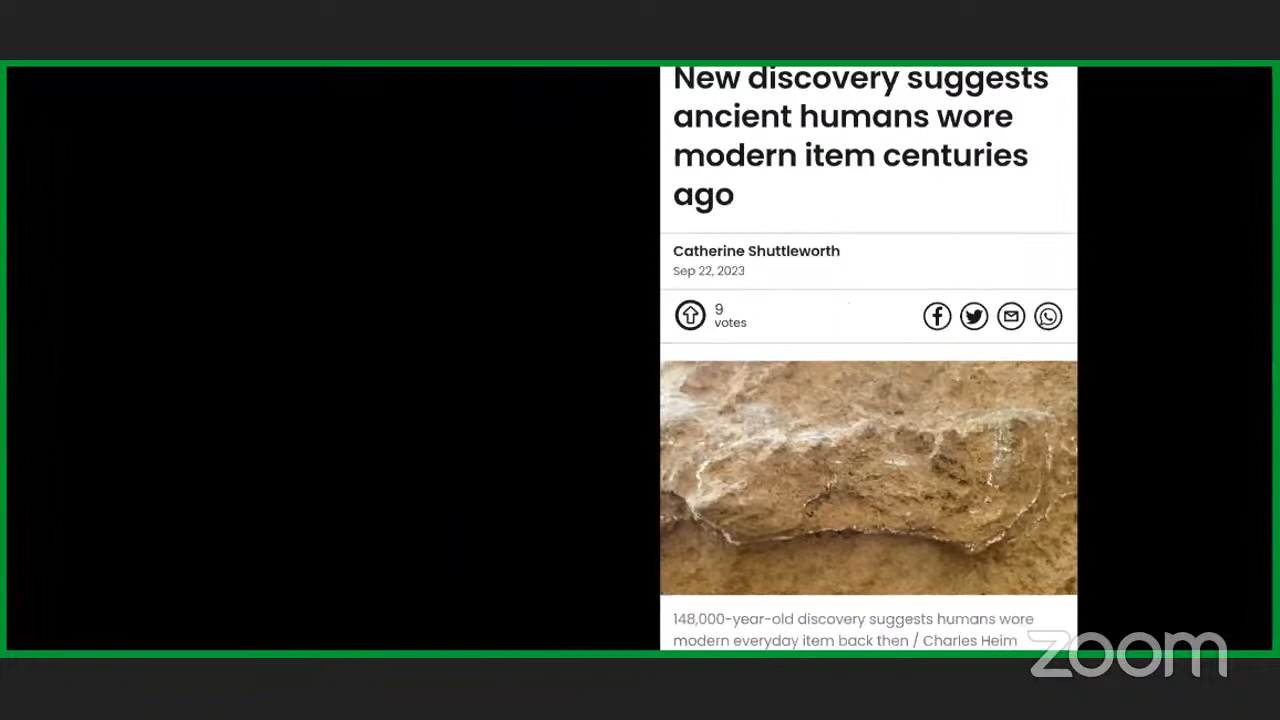 New discovery suggests
ancient humans wore
modern item centuries
ago
Catherine Shuttleworth
Sep 22, 2023
9
votes
148,000-year-old discovery suggests humans wore
modern everyday item back then / Charles Heim
zoom